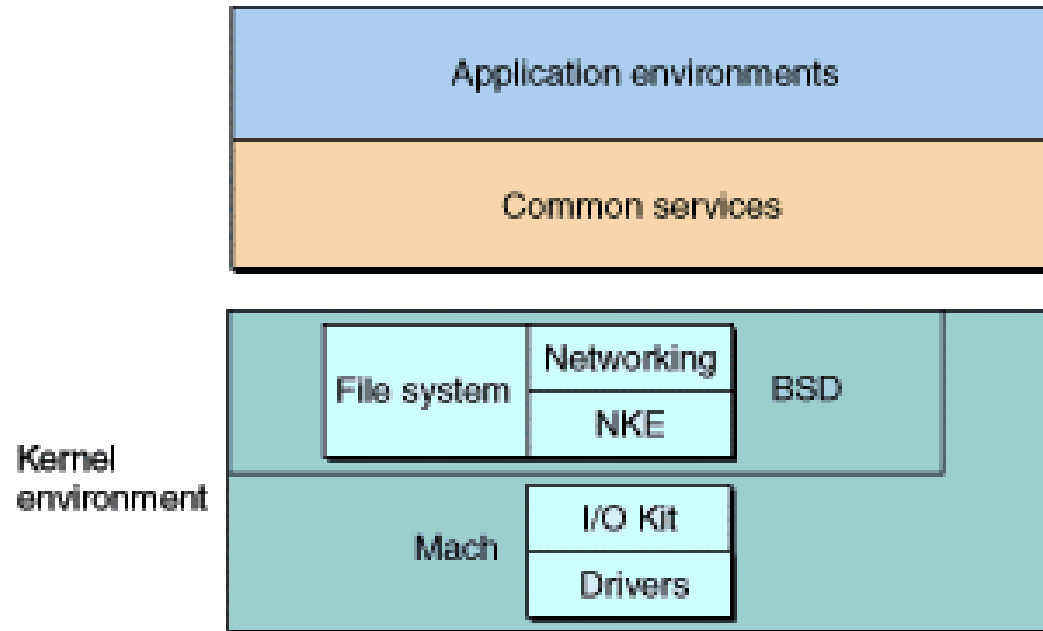 Application environments
Common services
File system
Networking
NKE
BSD
Kernel
environment
Mach
I/O Kit
Drivers